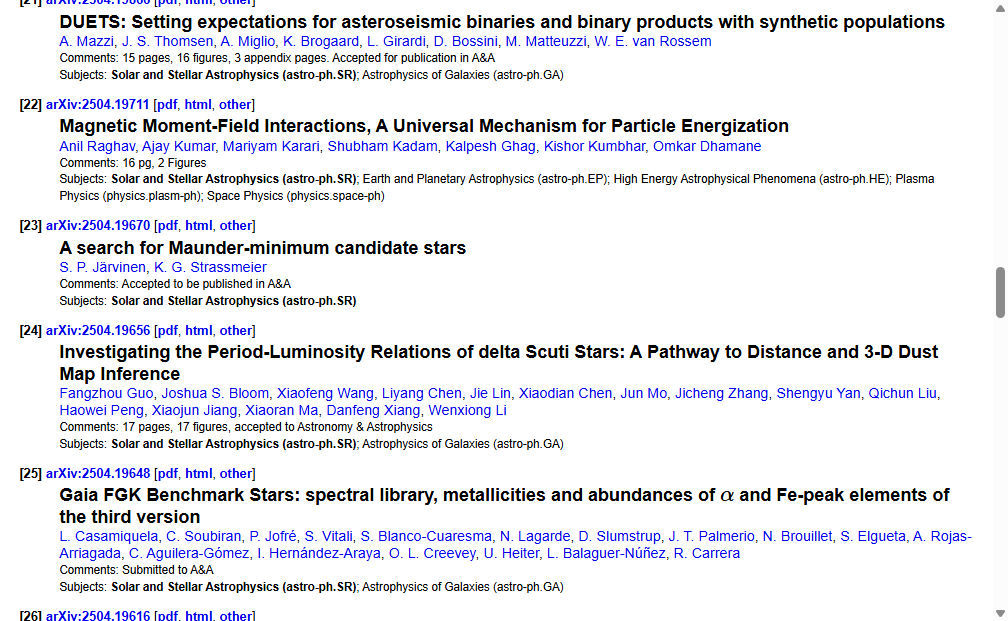 [21] arXiv:2504.19666 [pdf, html, other]
DUETS: Setting expectations for asteroseismic binaries and binary products with synthetic populations
A. Mazzi, J. S. Thomsen, A. Miglio, K. Brogaard, L. Girardi, D. Bossini, M. Matteuzzi, W. E. van Rossem
Comments: 15 pages, 16 figures, 3 appendix pages. Accepted for publication in A&A
Subjects: Solar and Stellar Astrophysics (astro-ph.SR); Astrophysics of Galaxies (astro-ph.GA)
[22] arXiv:2504.19711 [pdf, html, other]
Magnetic Moment-Field Interactions, A Universal Mechanism for Particle Energization
Anil Raghav, Ajay Kumar, Mariyam Karari, Shubham Kadam, Kalpesh Ghag, Kishor Kumbhar, Omkar Dhamane
Comments: 16 pg, 2 Figures
Subjects: Solar and Stellar Astrophysics (astro-ph.SR); Earth and Planetary Astrophysics (astro-ph.EP); High Energy Astrophysical Phenomena (astro-ph.HE); Plasma
Physics (physics.plasm-ph); Space Physics (physics.space-ph)
[23] arXiv:2504.19670 [pdf, html, other]
A search for Maunder-minimum candidate stars
S. P. Järvinen, K. G. Strassmeier
Comments: Accepted to be published in A&A
Subjects: Solar and Stellar Astrophysics (astro-ph.SR)
[24] arXiv:2504.19656 [pdf, html, other]
Investigating the Period-Luminosity Relations of delta Scuti Stars: A Pathway to Distance and 3-D Dust
Map Inference
Fangzhou Guo, Joshua S. Bloom, Xiaofeng Wang, Liyang Chen, Jie Lin, Xiaodian Chen, Jun Mo, Jicheng Zhang, Shengyu Yan, Qichun Liu,
Haowei Peng, Xiaojun Jiang, Xiaoran Ma, Danfeng Xiang, Wenxiong Li
Comments: 17 pages, 17 figures, accepted to Astronomy & Astrophysics
Subjects: Solar and Stellar Astrophysics (astro-ph.SR); Astrophysics of Galaxies (astro-ph.GA)
[25] arXiv:2504.19648 [pdf, html, other]
Gaia FGK Benchmark Stars: spectral library, metallicities and abundances of α and Fe-peak elements of
the third version
L. Casamiquela, C. Soubiran, P. Jofré, S. Vitali, S. Blanco-Cuaresma, N. Lagarde, D. Slumstrup, J. T. Palmerio, N. Brouillet, S. Elgueta, A. Rojas-
Arriagada, C. Aguilera-Gómez, I. Hernández-Araya, O. L. Creevey, U. Heiter, L. Balaguer-Núñez, R. Carrera
Comments: Submitted to A&A
Subjects: Solar and Stellar Astrophysics (astro-ph.SR); Astrophysics of Galaxies (astro-ph.GA)
[26] arXiv:2504.19616 [pdf, html, other]